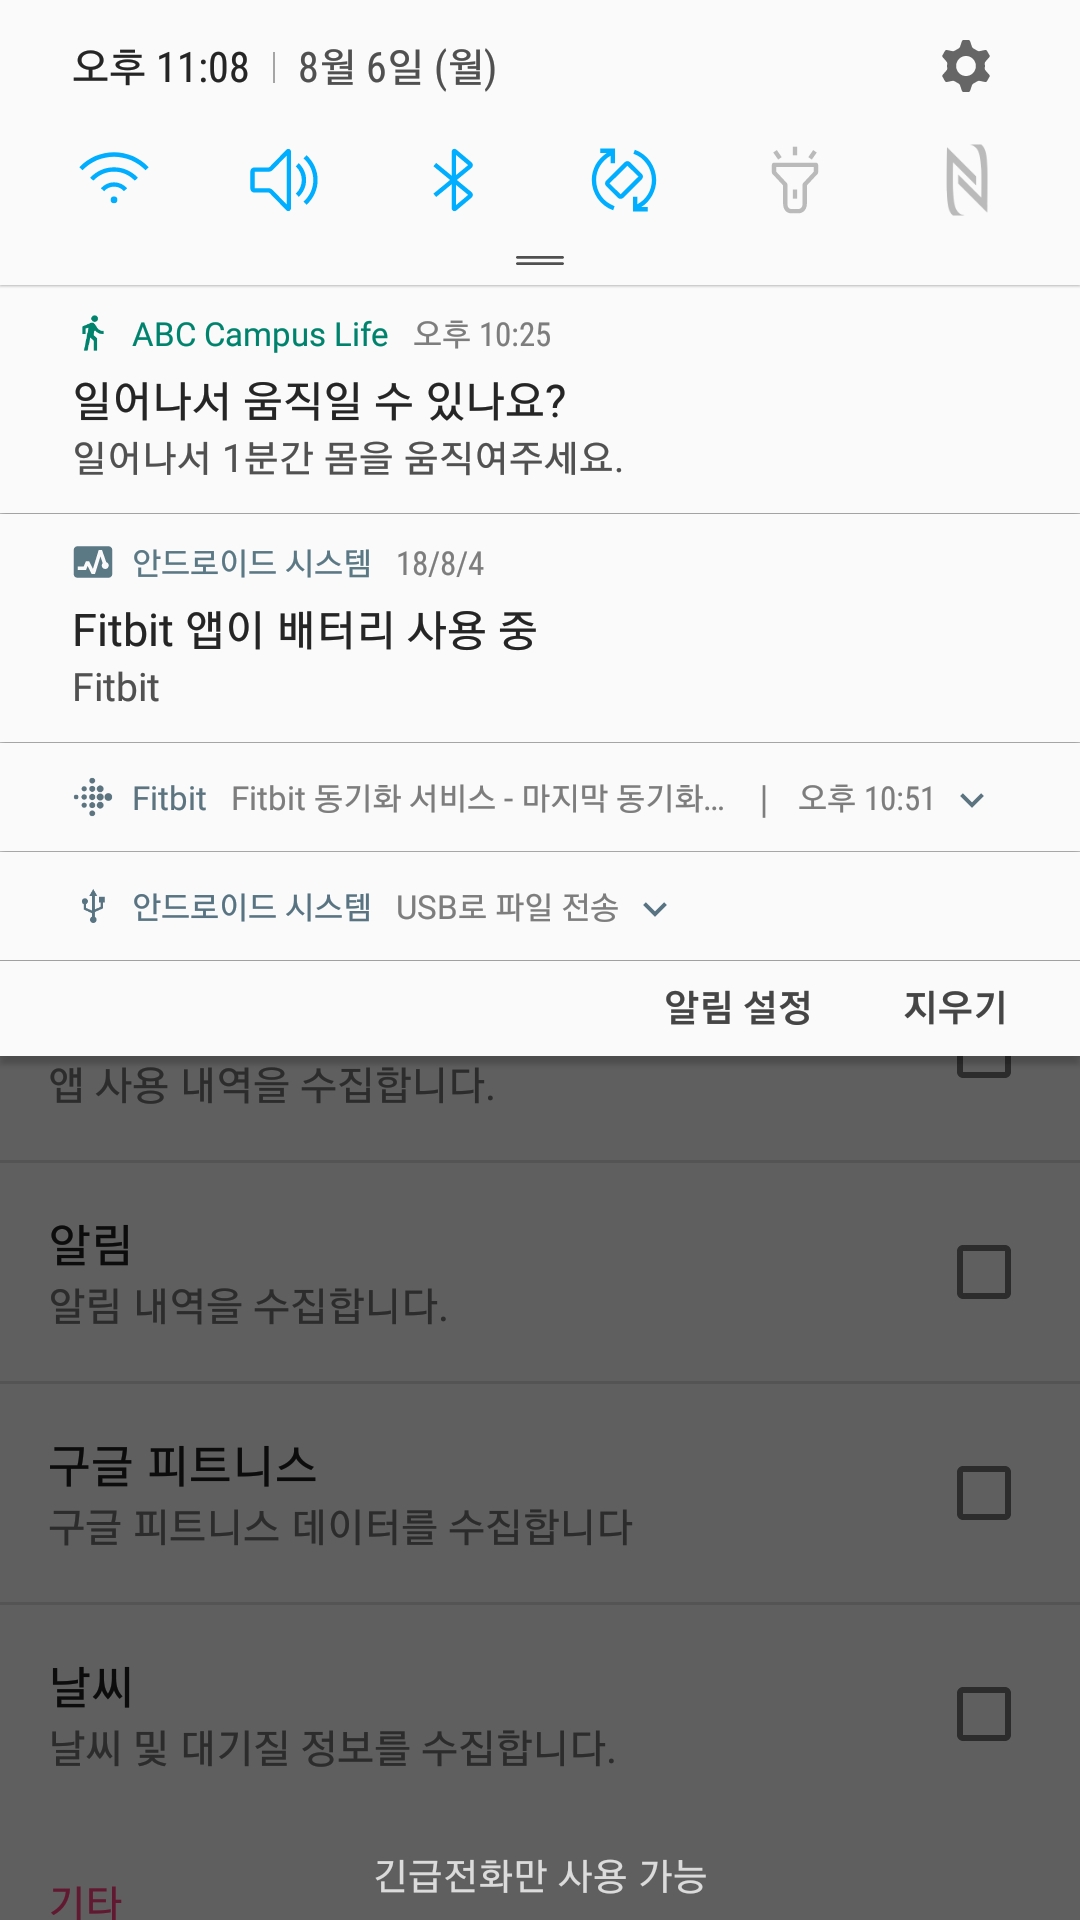 오후 11:08 | 8월 6일 (월)
ABC Campus Life 오후 10:25
일어나서 움직일 수 있나요?
일어나서 1분간 몸을 움직여주세요.
안드로이드 시스템 18/8/4
Fitbit 앱이 배터리 사용 중
Fitbit
Fitbit Fitbit 동기화 서비스 - 마지막 동기화... | 오후 10:51
안드로이드 시스템 USB로 파일 전송
알림 설정 지우기
앱 사용 내역을 수집합니다.
알림
알림 내역을 수집합니다.
구글 피트니스
구글 피트니스 데이터를 수집합니다
날씨
날씨 및 대기질 정보를 수집합니다.
긴급전화만 사용 가능
기타